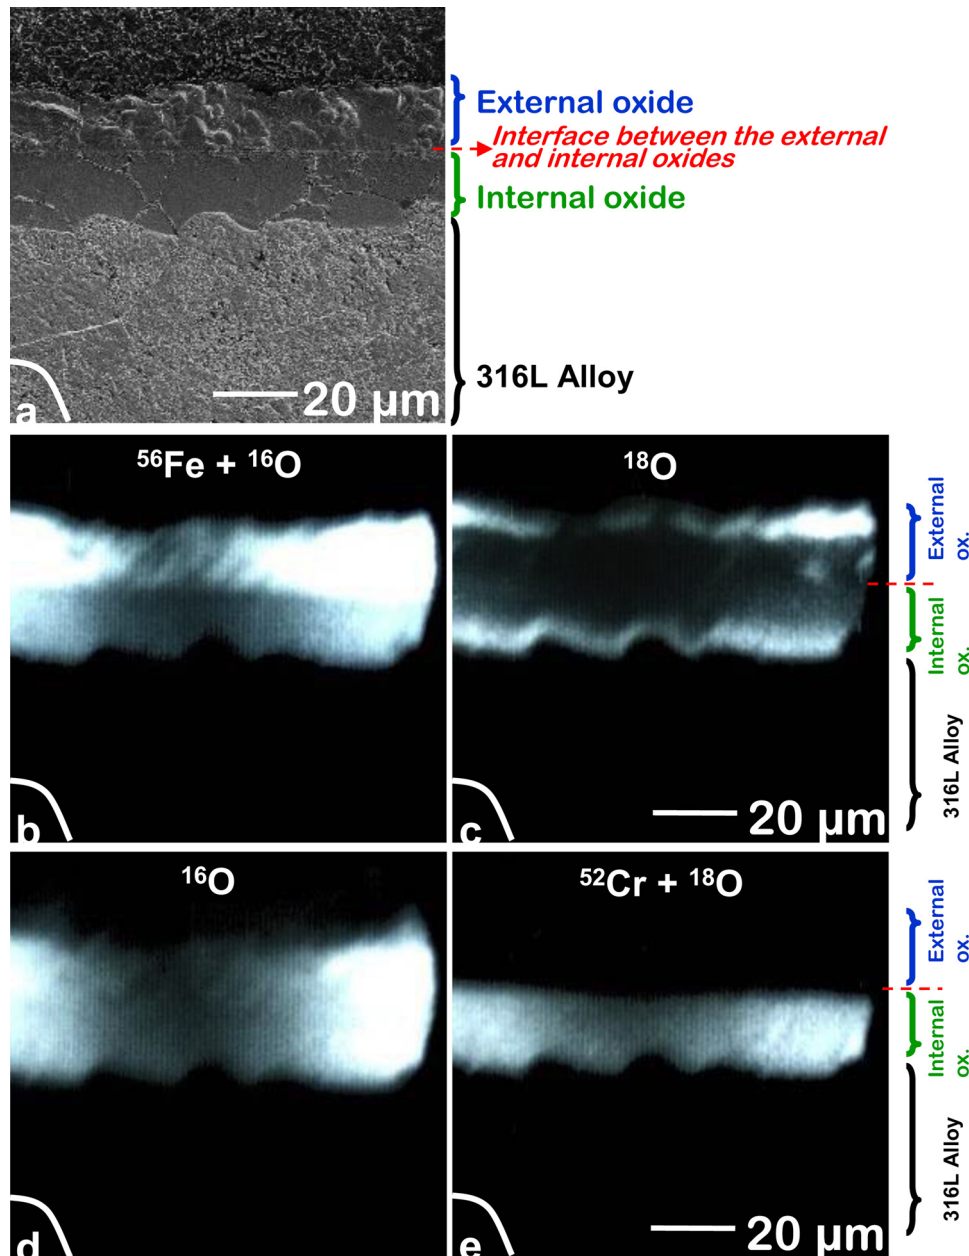 External oxide
Interface between the external
and internal oxides
Internal oxide
316L Alloy
20 µm
a
⁵⁶Fe + ¹⁶O
¹⁸O
External
ox.
Internal
ox.
316L Alloy
b
c
20 µm
¹⁶O
⁵²Cr + ¹⁸O
External
ox.
Internal
ox.
316L Alloy
d
e
20 µm